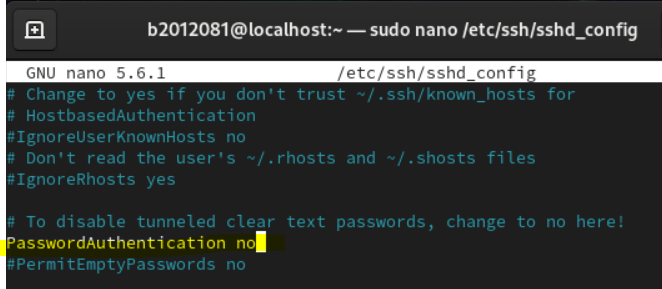 b2012081@localhost:~ — sudo nano /etc/ssh/sshd_config
GNU nano 5.6.1 /etc/ssh/sshd_config
# Change to yes if you don't trust ~/.ssh/known_hosts for
# HostbasedAuthentication
#IgnoreUserKnownHosts no
# Don't read the user's ~/.rhosts and ~/.shosts files
#IgnoreRhosts yes
# To disable tunneled clear text passwords, change to no here!
PasswordAuthentication no
#PermitEmptyPasswords no